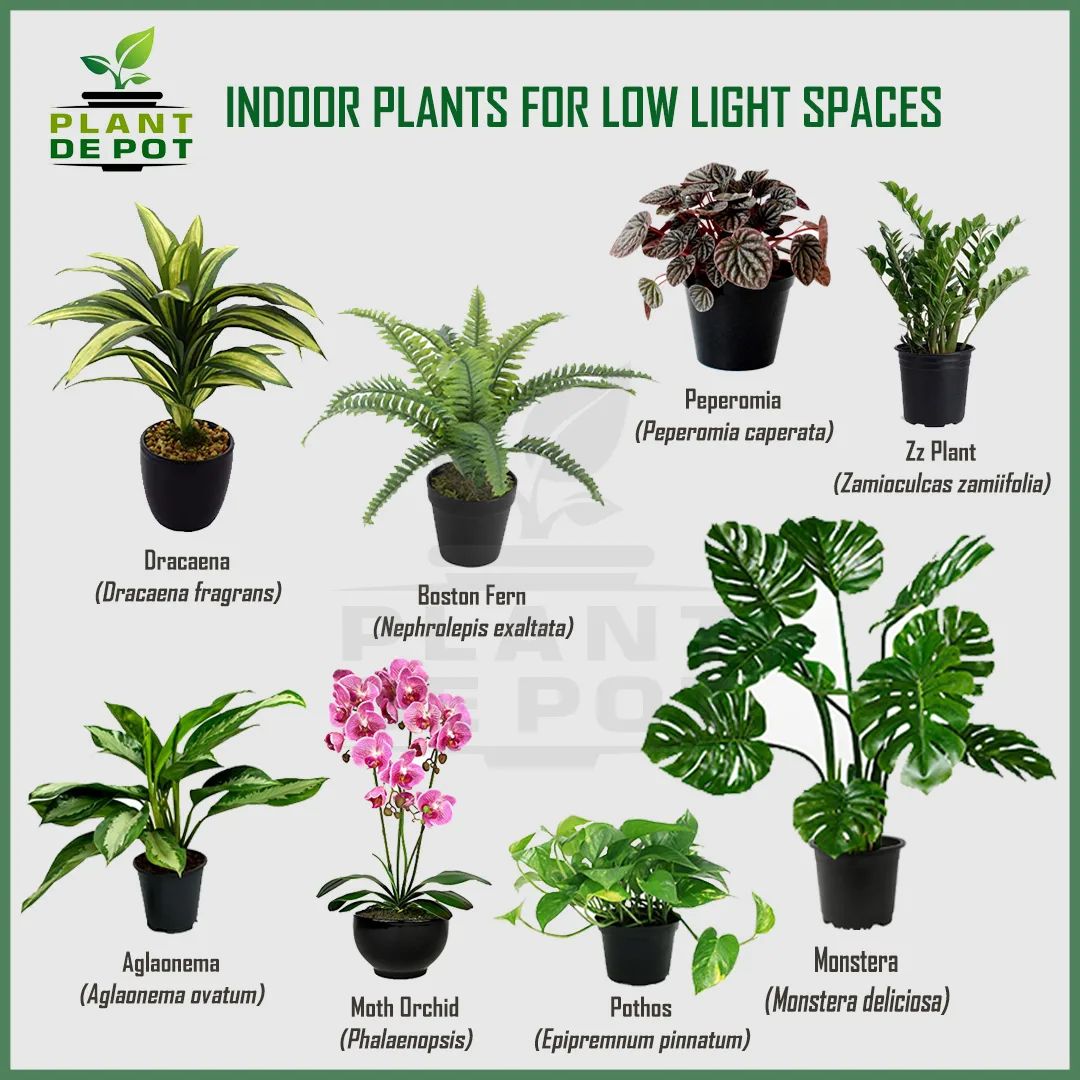 PLANT
DEPOT
INDOOR PLANTS FOR LOW LIGHT SPACES
Peperomia
(Peperomia caperata)
Zz Plant
(Zamioculcas zamiifolia)
Dracaena
(Dracaena fragrans)
Boston Fern
(Nephrolepis exaltata)
PLANT
DEPOT
Aglaonema
(Aglaonema ovatum)
Moth Orchid
(Phalaenopsis)
Pothos
(Epipremnum pinnatum)
Monstera
(Monstera deliciosa)